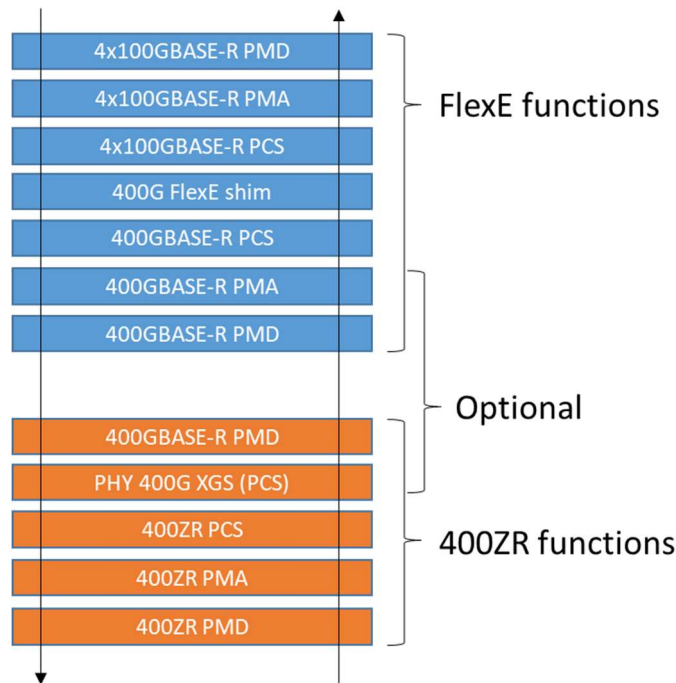 4x100GBASE-R PMD
4x100GBASE-R PMA
FlexE functions
4x100GBASE-R PCS
400G FlexE shim
400GBASE-R PCS
400GBASE-R PMA
400GBASE-R PMD
Optional
400GBASE-R PMD
PHY 400G XGS (PCS)
400ZR PCS
400ZR functions
400ZR PMA
400ZR PMD